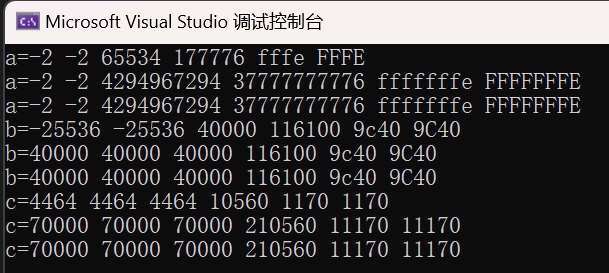 Microsoft Visual Studio 调试控制台
a=-2 -2 65534 177776 fffe FFFE
a=-2 -2 4294967294 37777777776 fffffffe FFFFFFFE
a=-2 -2 4294967294 37777777776 fffffffe FFFFFFFE
b=-25536 -25536 40000 116100 9c40 9C40
b=40000 40000 40000 116100 9c40 9C40
b=40000 40000 40000 116100 9c40 9C40
c=4464 4464 4464 10560 1170 1170
c=70000 70000 70000 210560 11170 11170
c=70000 70000 70000 210560 11170 11170